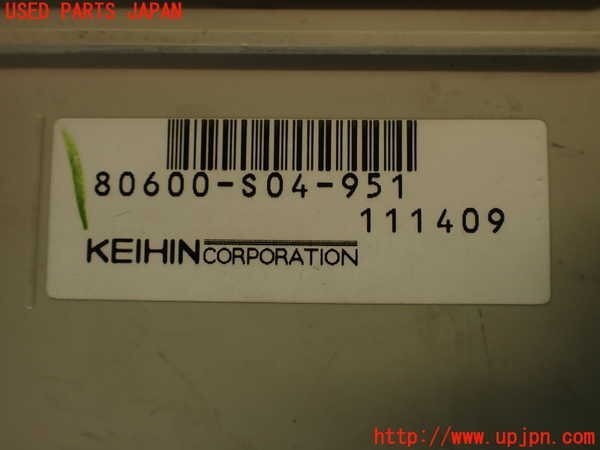 USED PARTS JAPAN
80600-S04-951
111409
KEIHIN CORPORATION
http://www.upjpn.com/